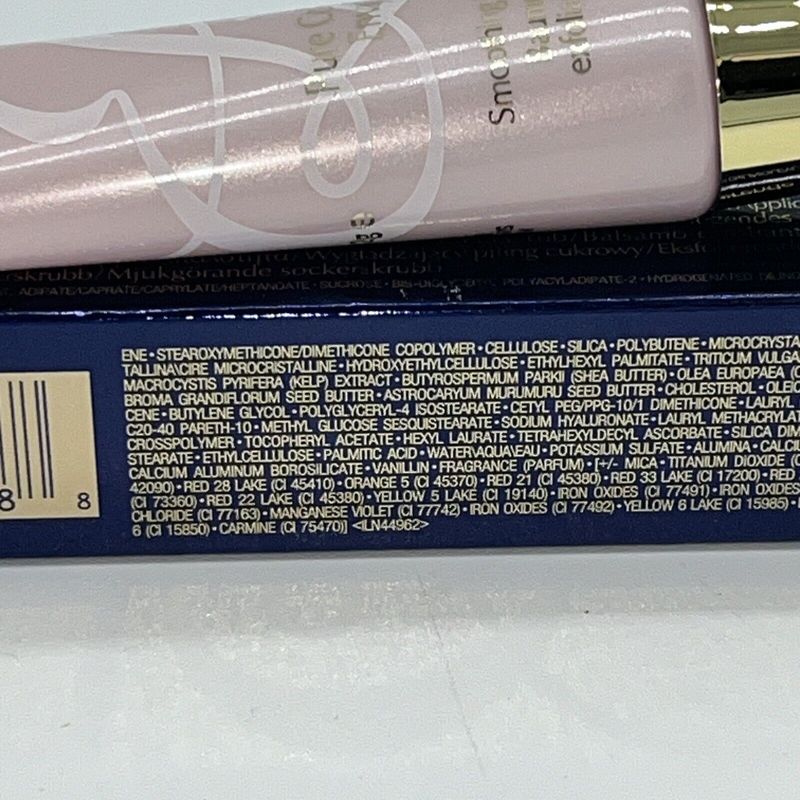 Pure C
Smoothing
exfolia
erskrubb/Mjukgörande sockerskrubb
ADIPATE/CAPRATE/CAPRYLATE/HEPTANOATE • SUCROSE •
ENE • STEAROXYMETHICONE/DIMETHICONE COPOLYMER • CELLULOSE • SILICA • POLYBUTENE • MICROCRYSTA
TALLINA\CIRE MICROCRISTALLINE • HYDROXYETHYLCELLULOSE • ETHYLHEXYL PALMITATE • TRITICUM VULGA
MACROCYSTIS PYRIFERA (KELP) EXTRACT • BUTYROSPERMUM PARKII (SHEA BUTTER) • OLEA EUROPAEA (O
BROMA GRANDIFLORUM SEED BUTTER • ASTROCARYUM MURUMURU SEED BUTTER • CHOLESTEROL • OLEIC
CENE • BUTYLENE GLYCOL • POLYGLYCERYL-4 ISOSTEARATE • CETYL PEG/PPG-10/1 DIMETHICONE • LAURYL
C20-40 PARETH-10 • METHYL GLUCOSE SESQUISTEARATE • SODIUM HYALURONATE • LAURYL METHACRYLAT
CROSSPOLYMER • TOCOPHERYL ACETATE • HEXYL LAURATE • TETRAHEXYLDECYL ASCORBATE • SILICA DIM
STEARATE • ETHYLCELLULOSE • PALMITIC ACID • WATER\AQUA\EAU • POTASSIUM SULFATE • ALUMINA • CALCI
CALCIUM ALUMINUM BOROSILICATE • VANILLIN • FRAGRANCE (PARFUM) • [+/- MICA • TITANIUM DIOXIDE (C
42090) • RED 28 LAKE (CI 45410) • ORANGE 5 (CI 45370) • RED 21 (CI 45380) • RED 33 LAKE (CI 17200) • RE
(CI 73360) • RED 22 LAKE (CI 45380) • YELLOW 5 LAKE (CI 19140) • IRON OXIDES (CI 77491) • IRON OXIDES
CHLORIDE (CI 77163) • MANGANESE VIOLET (CI 77742) • IRON OXIDES (CI 77492) • YELLOW 6 LAKE (CI 15985) •
6 (CI 15850) • CARMINE (CI 75470)] <ILN44962>
8 8